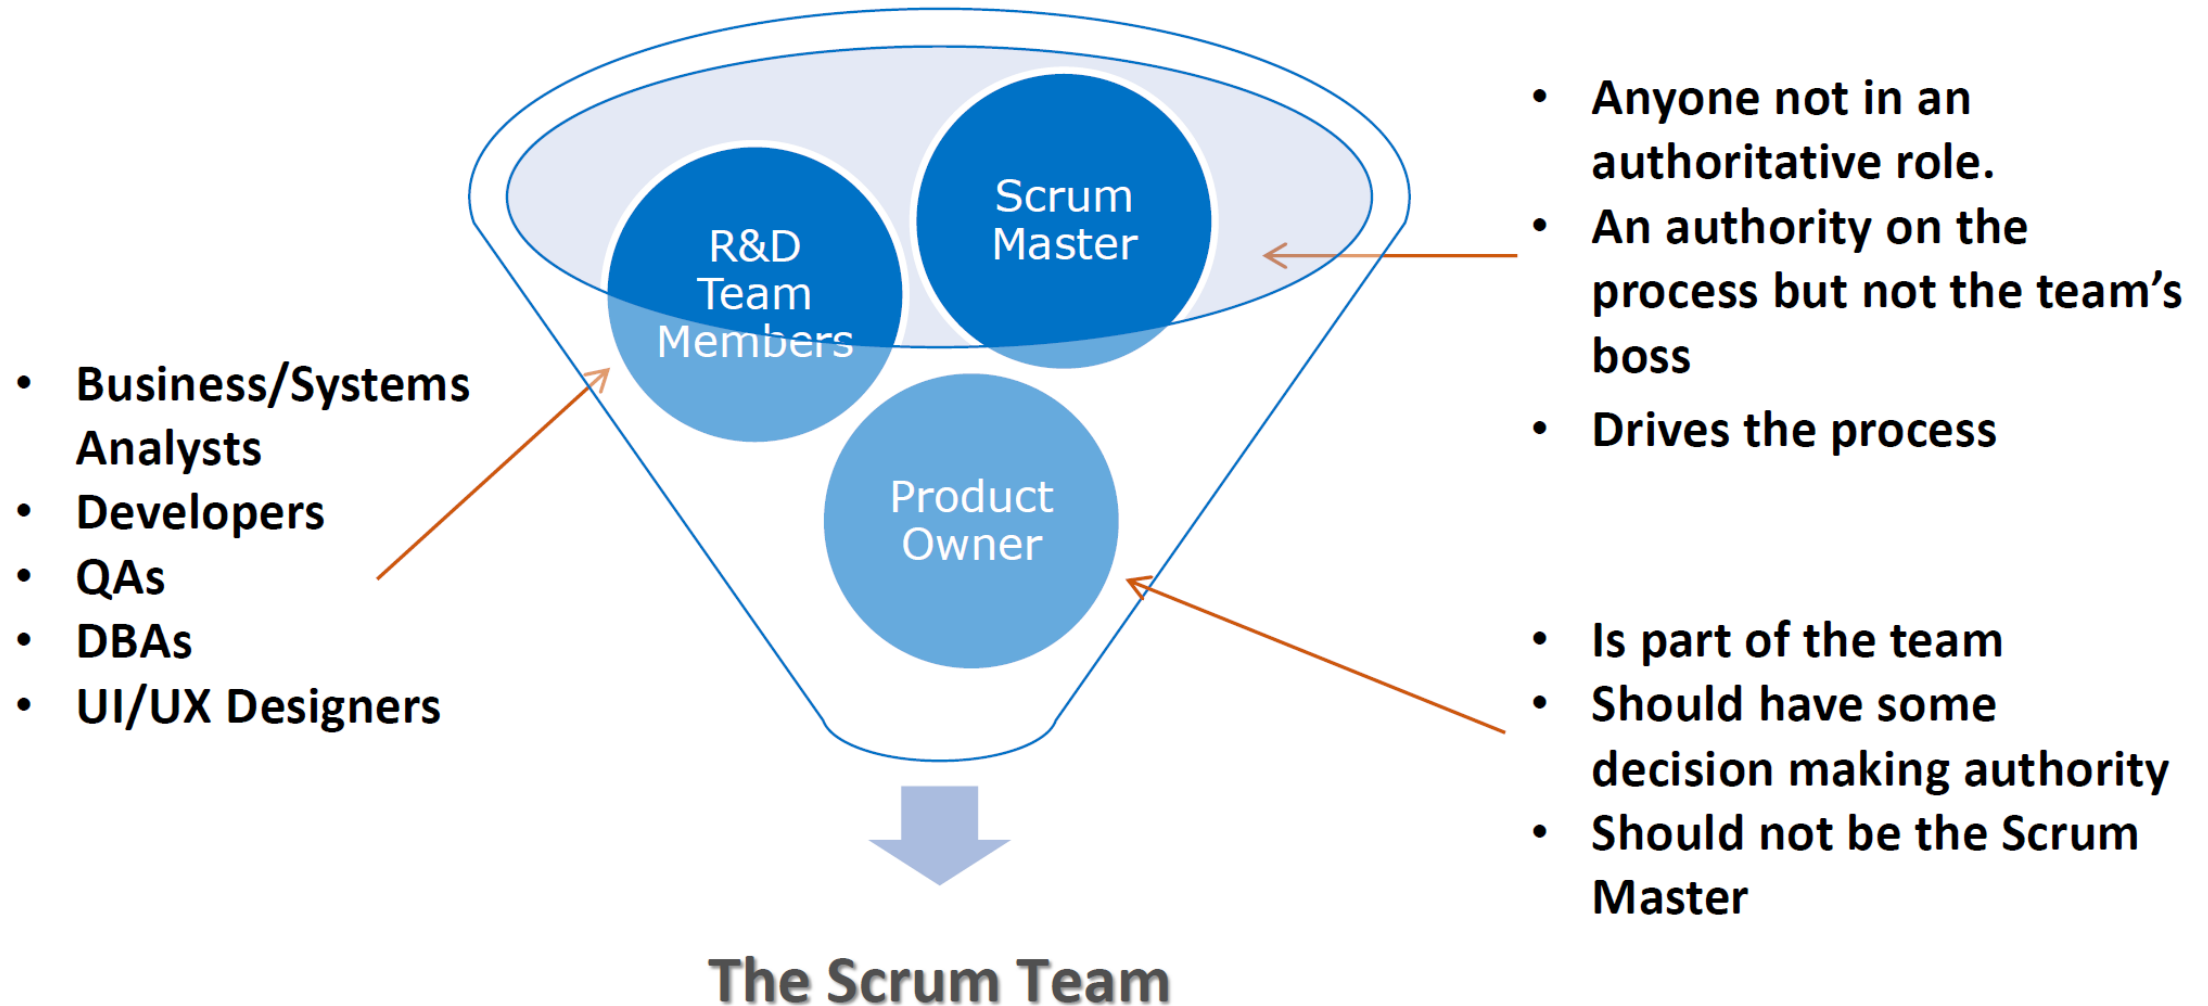 R&D
Team
Members
Scrum
Master
Product
Owner
• Business/Systems
Analysts
• Developers
• QAs
• DBAs
• UI/UX Designers
• Anyone not in an
authoritative role.
• An authority on the
process but not the team’s
boss
• Drives the process
• Is part of the team
• Should have some
decision making authority
• Should not be the Scrum
Master
The Scrum Team